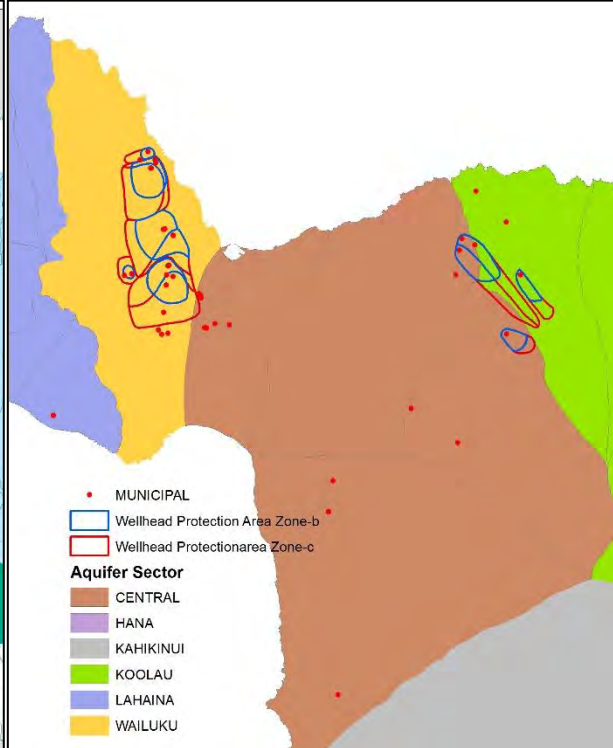 MUNICIPAL
Wellhead Protection Area Zone-b
Wellhead Protectionarea Zone-c
Aquifer Sector
CENTRAL
HANA
KAHIKINUI
KOOLAU
LAHAINA
WAILUKU